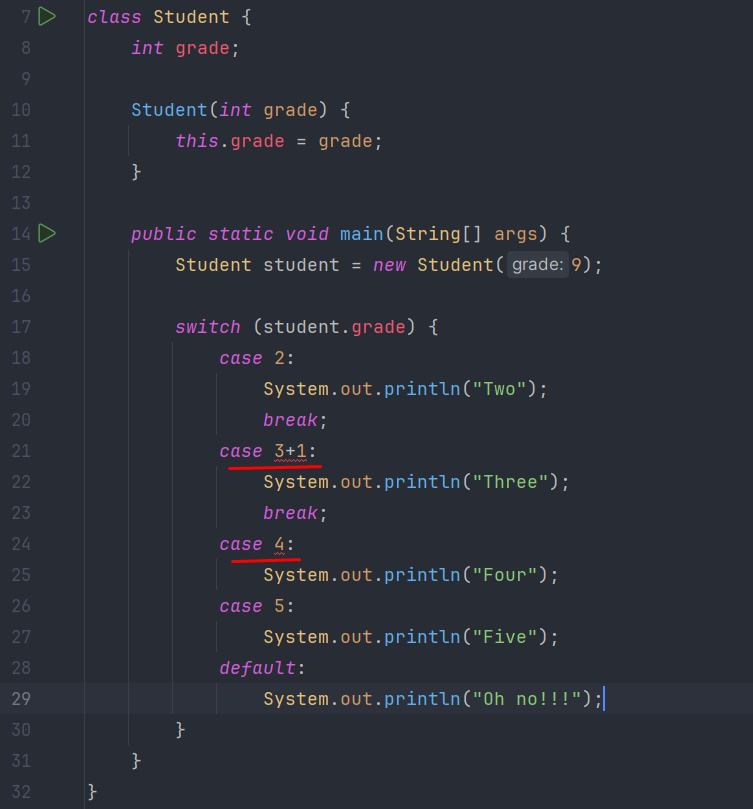 7 class Student {
8     int grade;
9
10     Student(int grade) {
11         this.grade = grade;
12     }
13
14     public static void main(String[] args) {
15         Student student = new Student( grade: 9);
16
17         switch (student.grade) {
18             case 2:
19                 System.out.println("Two");
20                 break;
21             case 3+1:
22                 System.out.println("Three");
23                 break;
24             case 4:
25                 System.out.println("Four");
26             case 5:
27                 System.out.println("Five");
28             default:
29                 System.out.println("Oh no!!!");
30         }
31     }
32 }